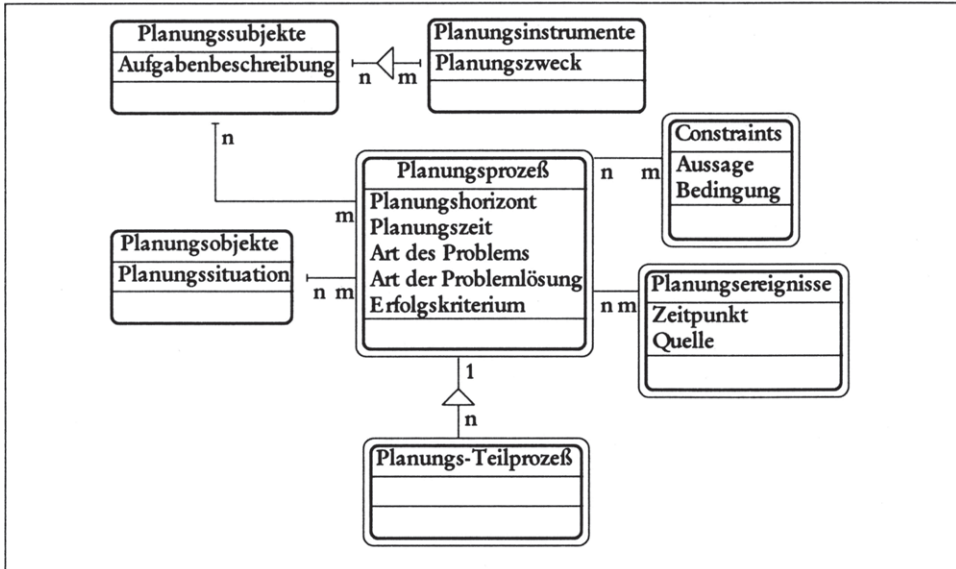 Planungssubjekte
Aufgabenbeschreibung
n
m
Planungsinstrumente
Planungszweck
n
m
Constraints
Aussage
Bedingung
n
m
Planungsprozeß
Planungshorizont
Planungszeit
Art des Problems
Art der Problemlösung
Erfolgskriterium
Planungsobjekte
Planungssituation
n m
n m
Planungsereignisse
Zeitpunkt
Quelle
1
n
Planungs-Teilprozeß